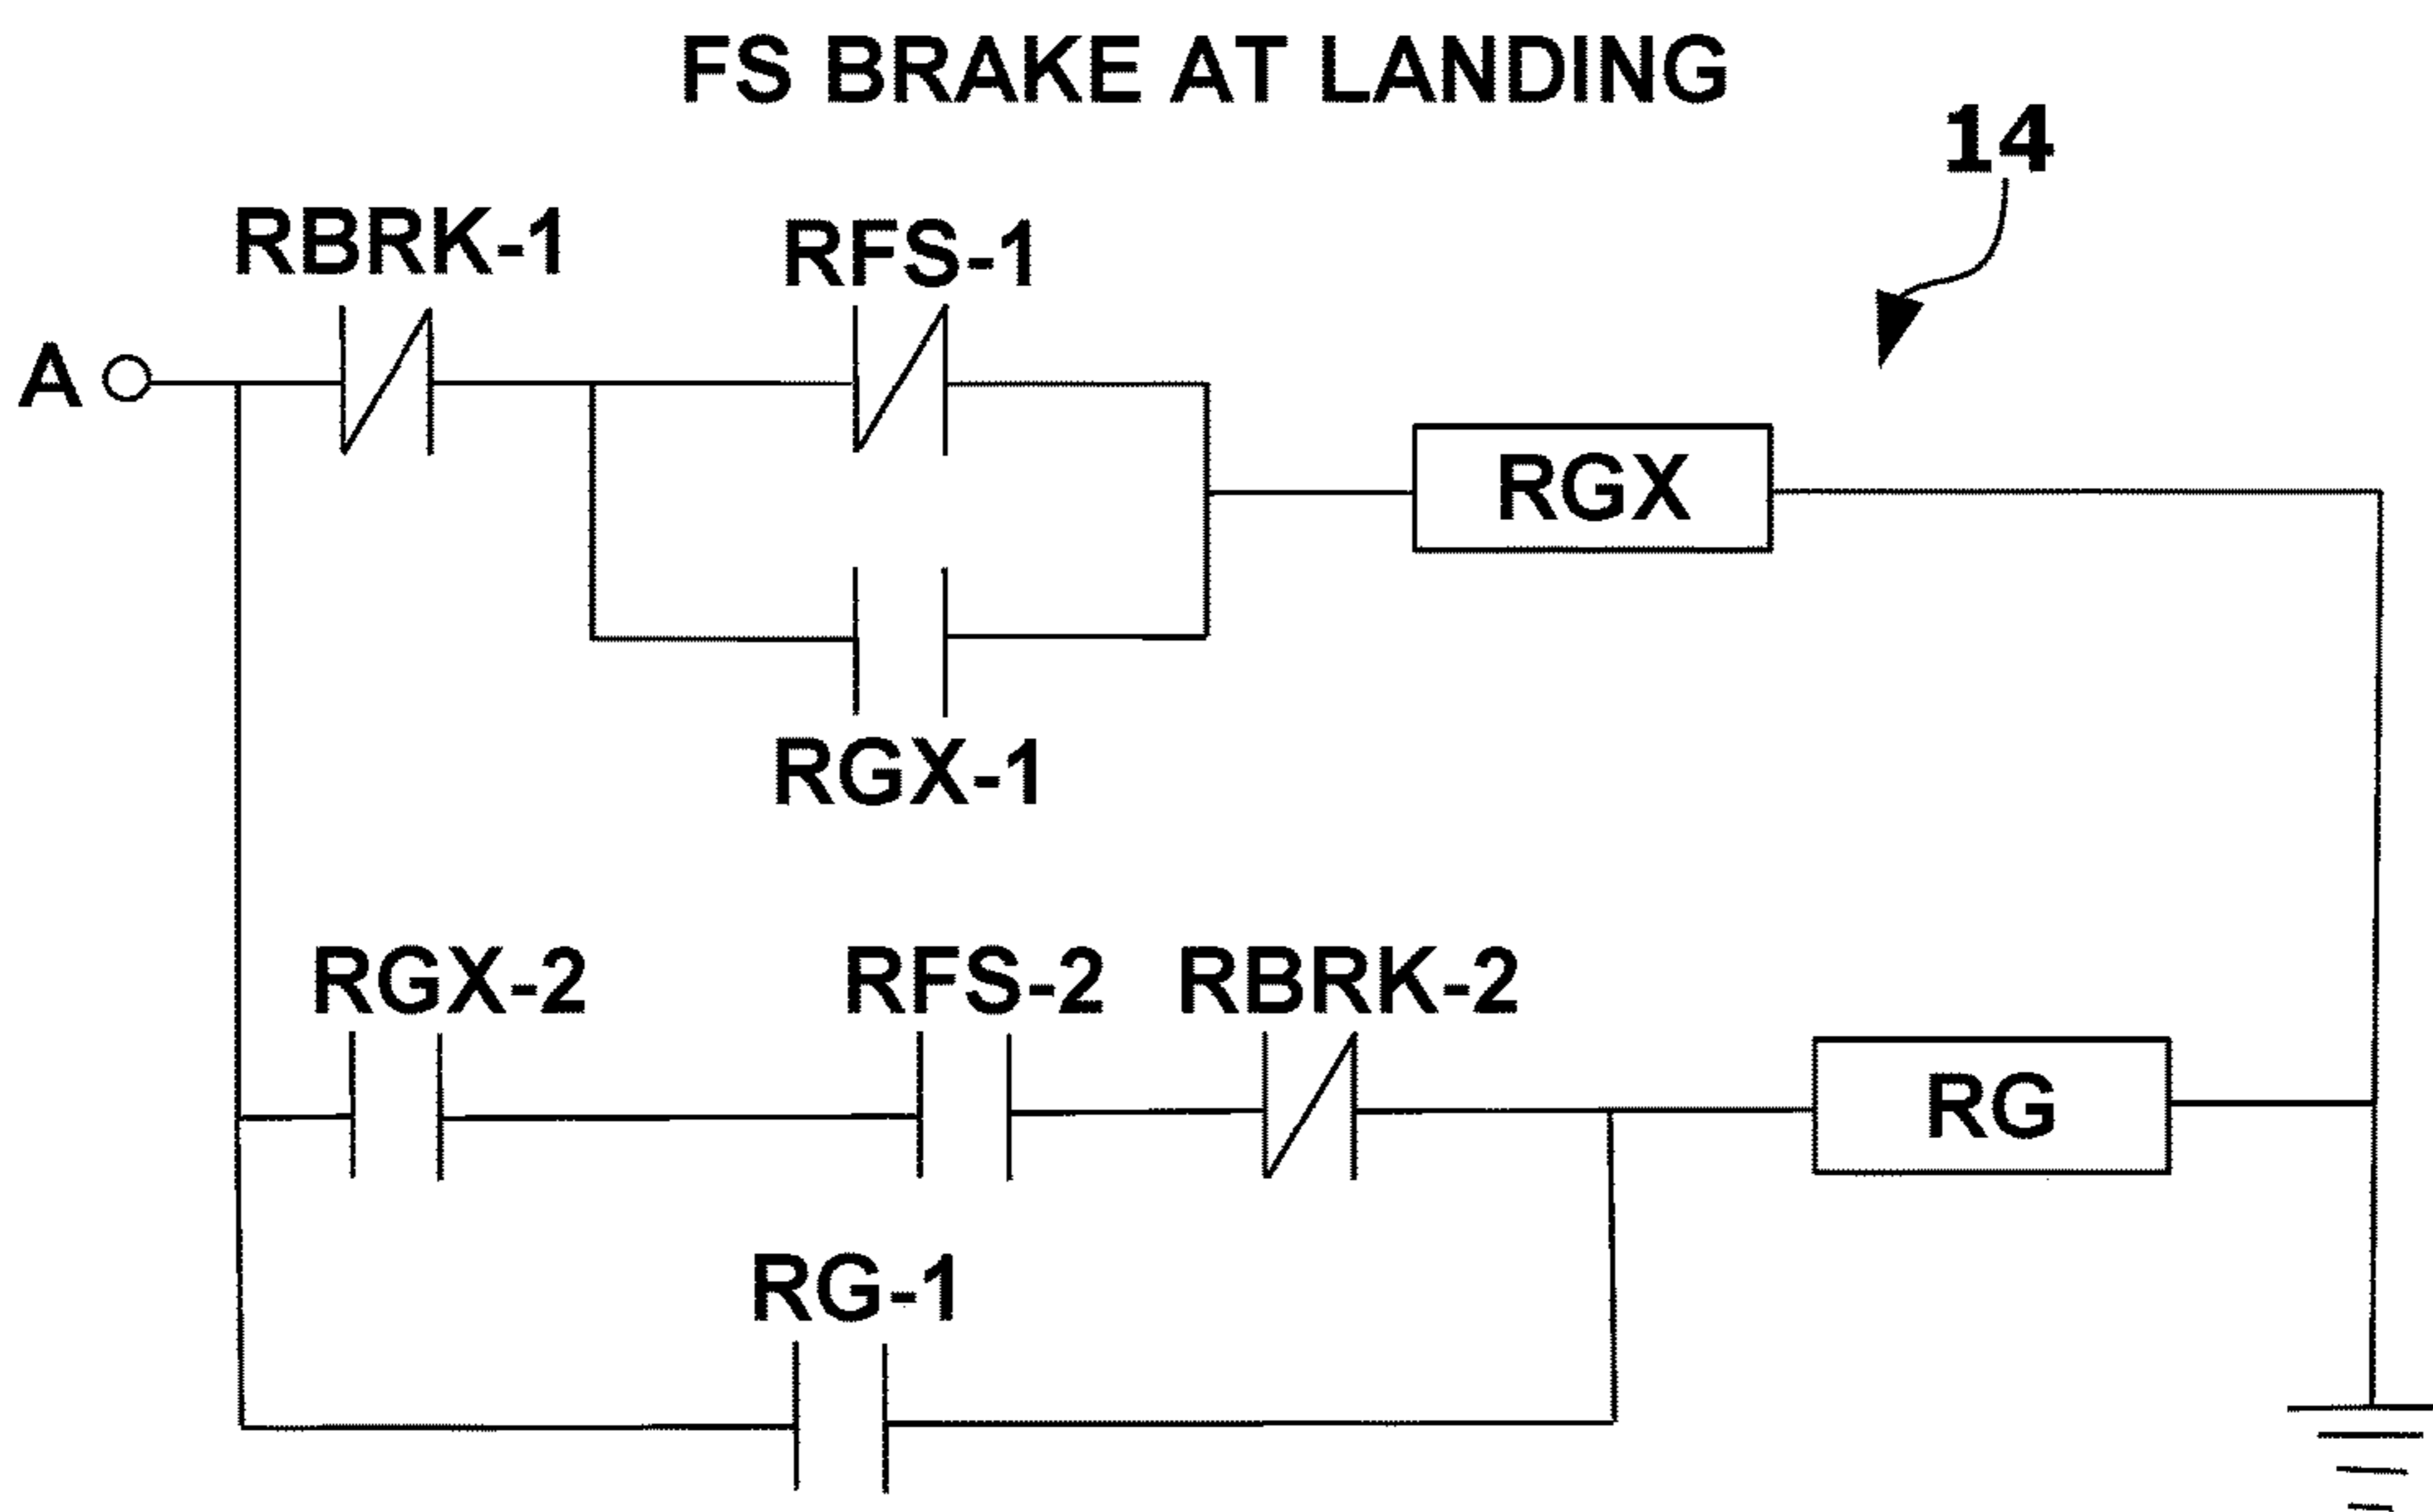 FS BRAKE AT LANDING
14
RBRK-1
RFS-1
A
RGX
RGX-1
RGX-2
RFS-2
RBRK-2
RG
RG-1